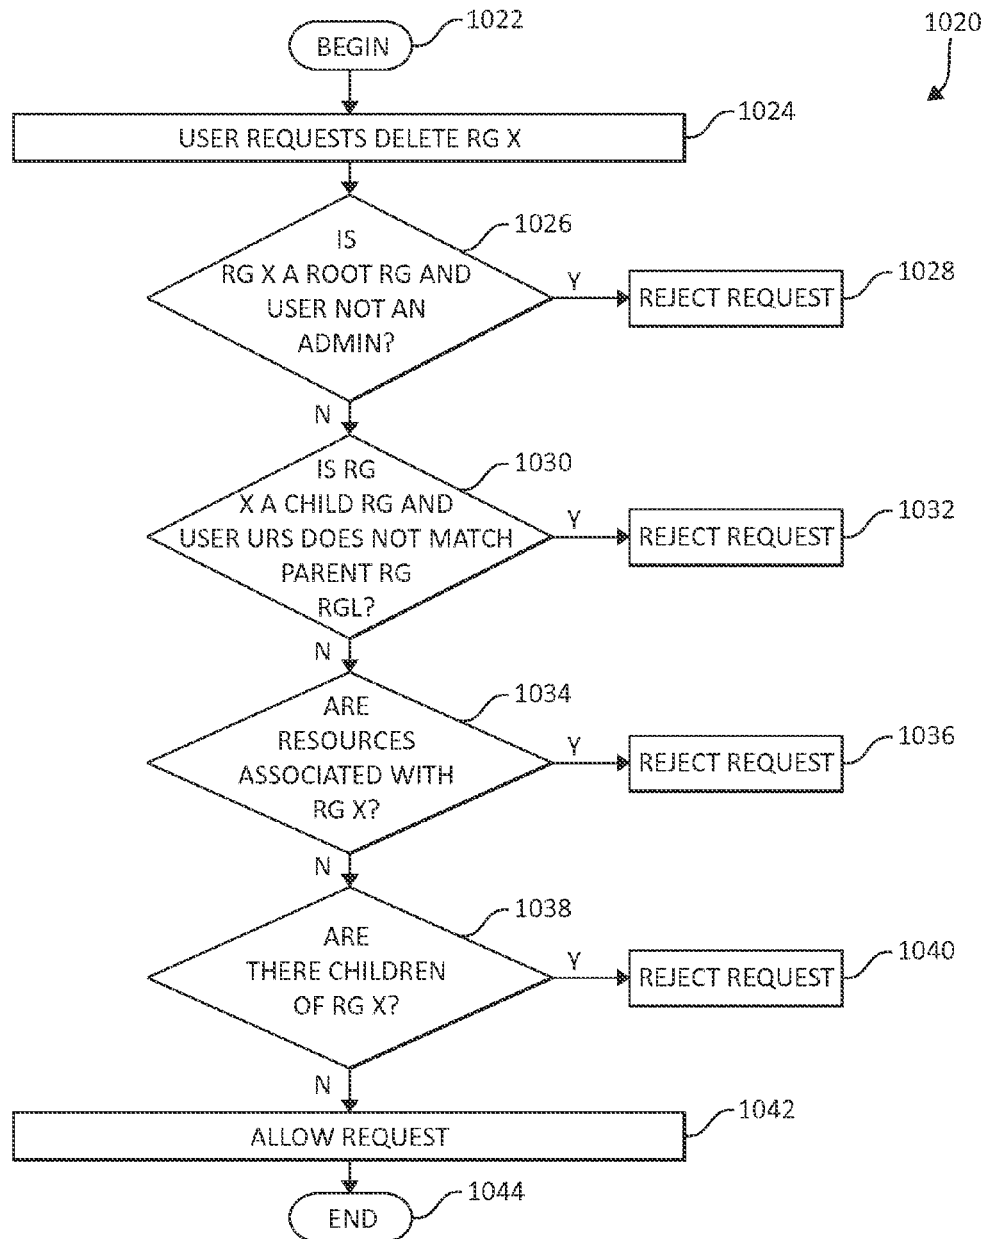 1022
1020
BEGIN
1024
USER REQUESTS DELETE RG X
1026
IS
RG X A ROOT RG AND
USER NOT AN
ADMIN?
Y
REJECT REQUEST
1028
N
1030
IS RG
X A CHILD RG AND
USER URS DOES NOT MATCH
PARENT RG
RGL?
Y
REJECT REQUEST
1032
N
1034
ARE
RESOURCES
ASSOCIATED WITH
RG X?
Y
REJECT REQUEST
1036
N
1038
ARE
THERE CHILDREN
OF RG X?
Y
REJECT REQUEST
1040
N
1042
ALLOW REQUEST
1044
END